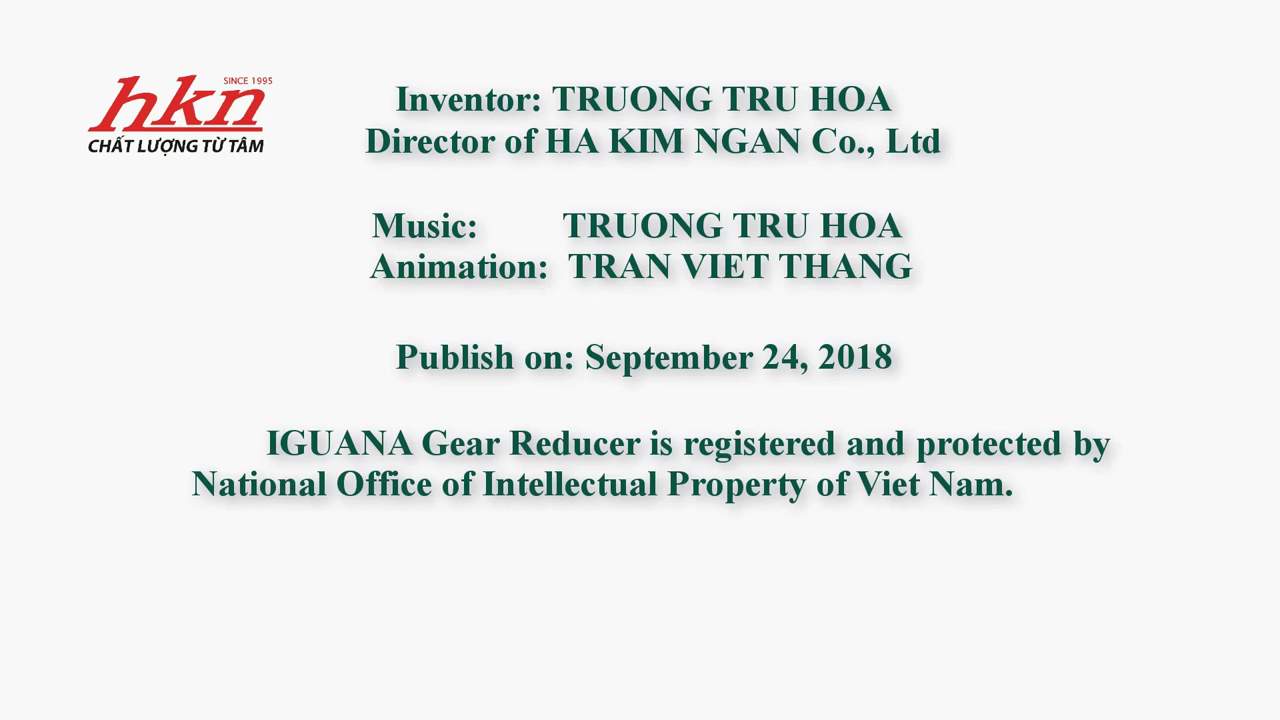 hkn
SINCE 1995
CHẤT LƯỢNG TỪ TÂM
Inventor: TRUONG TRU HOA
Director of HA KIM NGAN Co., Ltd
Music: TRUONG TRU HOA
Animation: TRAN VIET THANG
Publish on: September 24, 2018
IGUANA Gear Reducer is registered and protected by
National Office of Intellectual Property of Viet Nam.